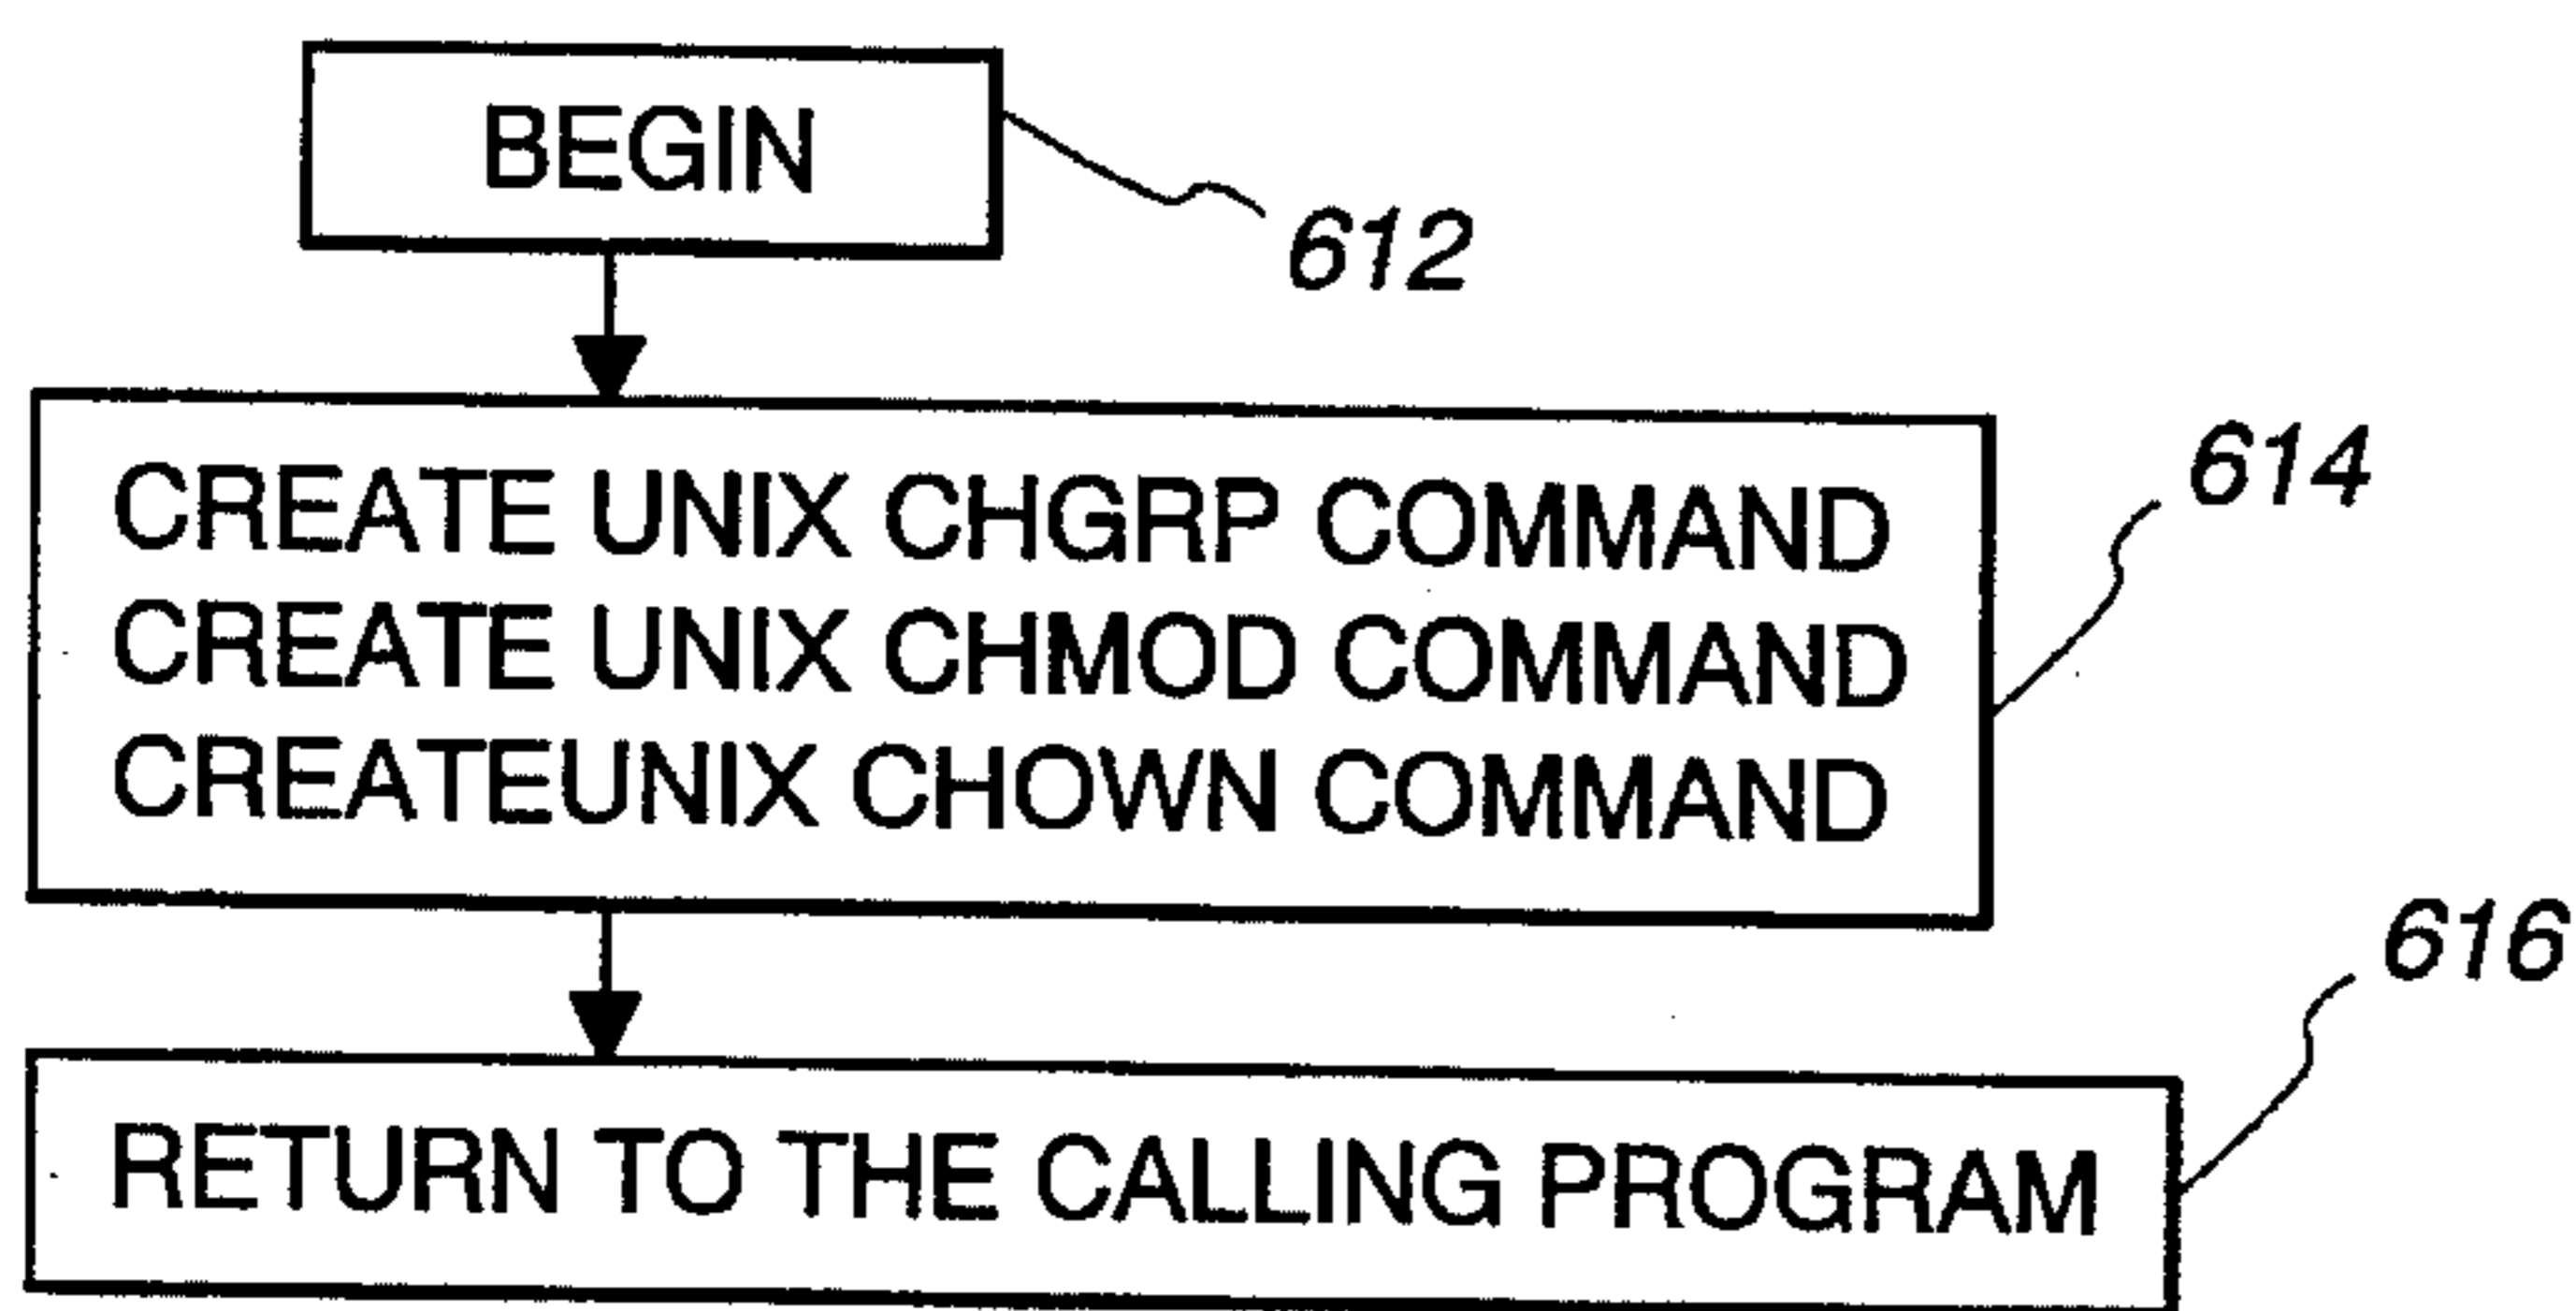 BEGIN
612
CREATE UNIX CHGRP COMMAND
CREATE UNIX CHMOD COMMAND
CREATEUNIX CHOWN COMMAND
614
RETURN TO THE CALLING PROGRAM
616